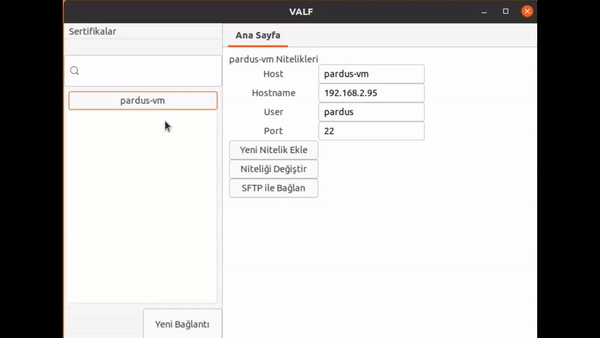 VALF
Sertifikalar
pardus-vm
Yeni Bağlantı
Ana Sayfa
pardus-vm Nitelikleri
Host pardus-vm
Hostname 192.168.2.95
User pardus
Port 22
Yeni Nitelik Ekle
Niteliği Değiştir
SFTP ile Bağlan